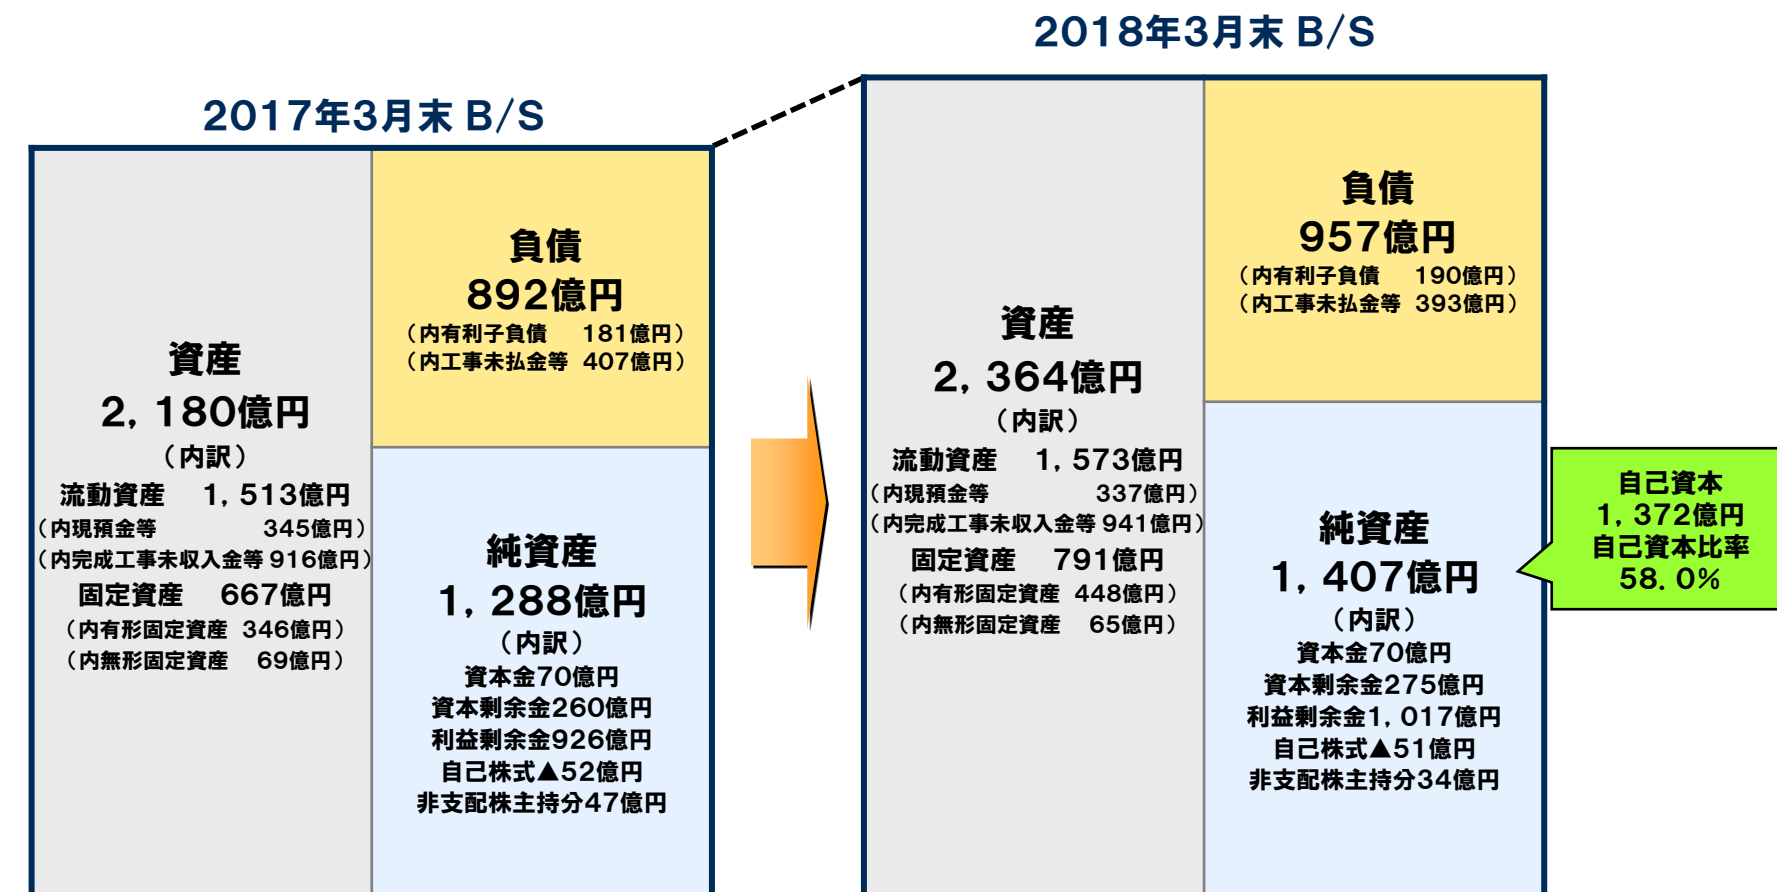 2017年3月末 B/S
資産
2,180億円
（内訳）
流動資産 1,513億円
（内現預金等 345億円）
（内完成工事未収入金等 916億円）
固定資産 667億円
（内有形固定資産 346億円）
（内無形固定資産 69億円）
負債
892億円
（内有利子負債 181億円）
（内工事未払金等 407億円）
純資産
1,288億円
（内訳）
資本金70億円
資本剰余金260億円
利益剰余金926億円
自己株式▲52億円
非支配株主持分47億円
2018年3月末 B/S
資産
2,364億円
（内訳）
流動資産 1,573億円
（内現預金等 337億円）
（内完成工事未収入金等 941億円）
固定資産 791億円
（内有形固定資産 448億円）
（内無形固定資産 65億円）
負債
957億円
（内有利子負債 190億円）
（内工事未払金等 393億円）
純資産
1,407億円
（内訳）
資本金70億円
資本剰余金275億円
利益剰余金1,017億円
自己株式▲51億円
非支配株主持分34億円
自己資本
1,372億円
自己資本比率
58.0%